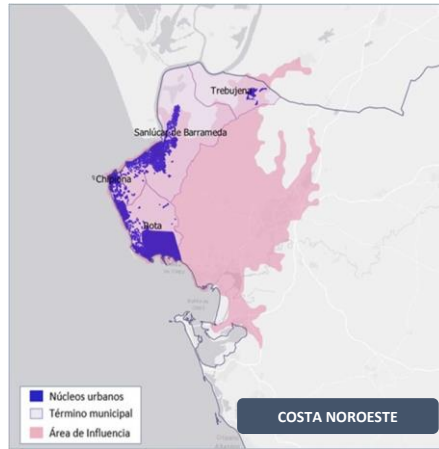 Trebujena
Sanlúcar de Barrameda
Chipiona
Rota
Núcleos urbanos
Término municipal
Área de Influencia
COSTA NOROESTE